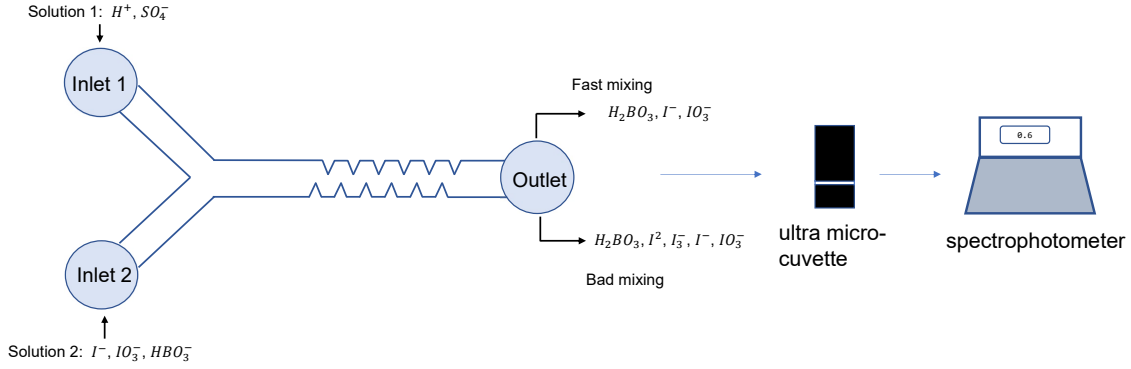 Solution 1: H⁺, SO₄⁻
Inlet 1
Fast mixing
H₂BO₃, I⁻, IO₃⁻
0.6
Outlet
Inlet 2
H₂BO₃, I², I₃⁻, I⁻, IO₃⁻
Bad mixing
ultra micro-
cuvette
spectrophotometer
Solution 2: I⁻, IO₃⁻, HBO₃⁻